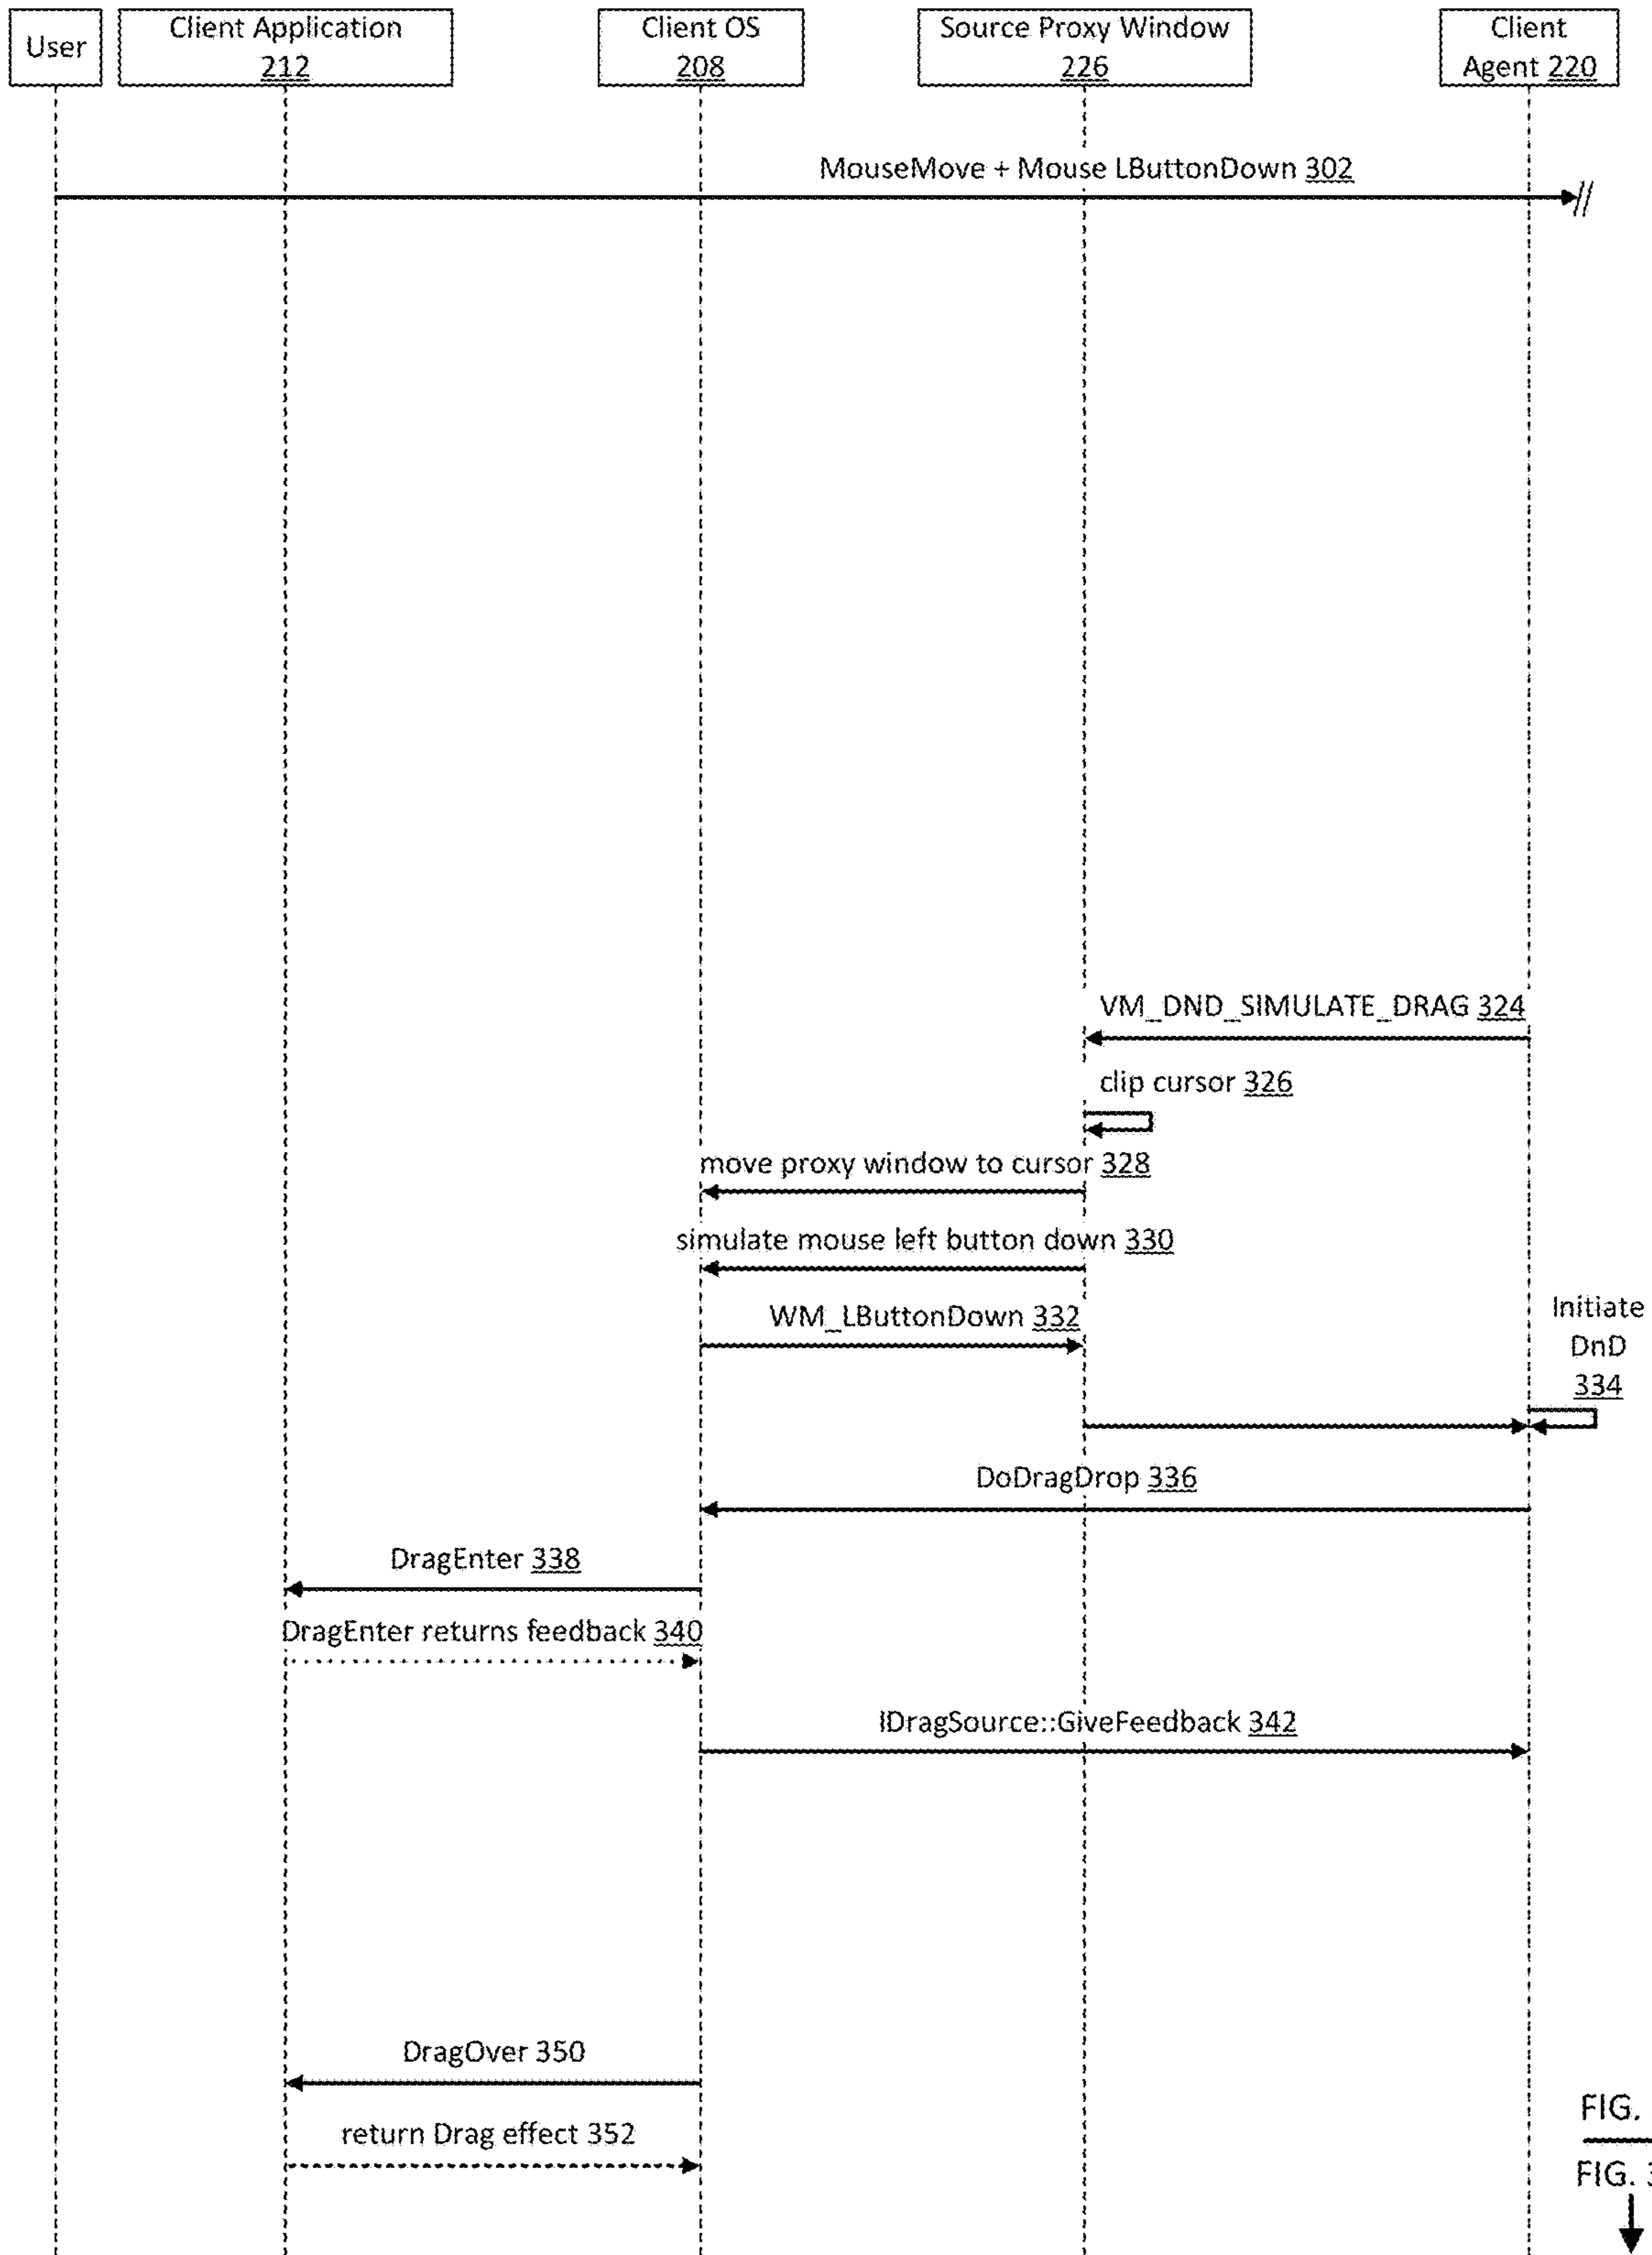 User
Client Application
212
Client OS
208
Source Proxy Window
226
Client
Agent 220
MouseMove + Mouse LButtonDown 302
VM_DND_SIMULATE_DRAG 324
clip cursor 326
move proxy window to cursor 328
simulate mouse left button down 330
WM_LButtonDown 332
Initiate
DnD
334
DoDragDrop 336
DragEnter 338
DragEnter returns feedback 340
IDragSource::GiveFeedback 342
DragOver 350
return Drag effect 352
FIG.
FIG. 3